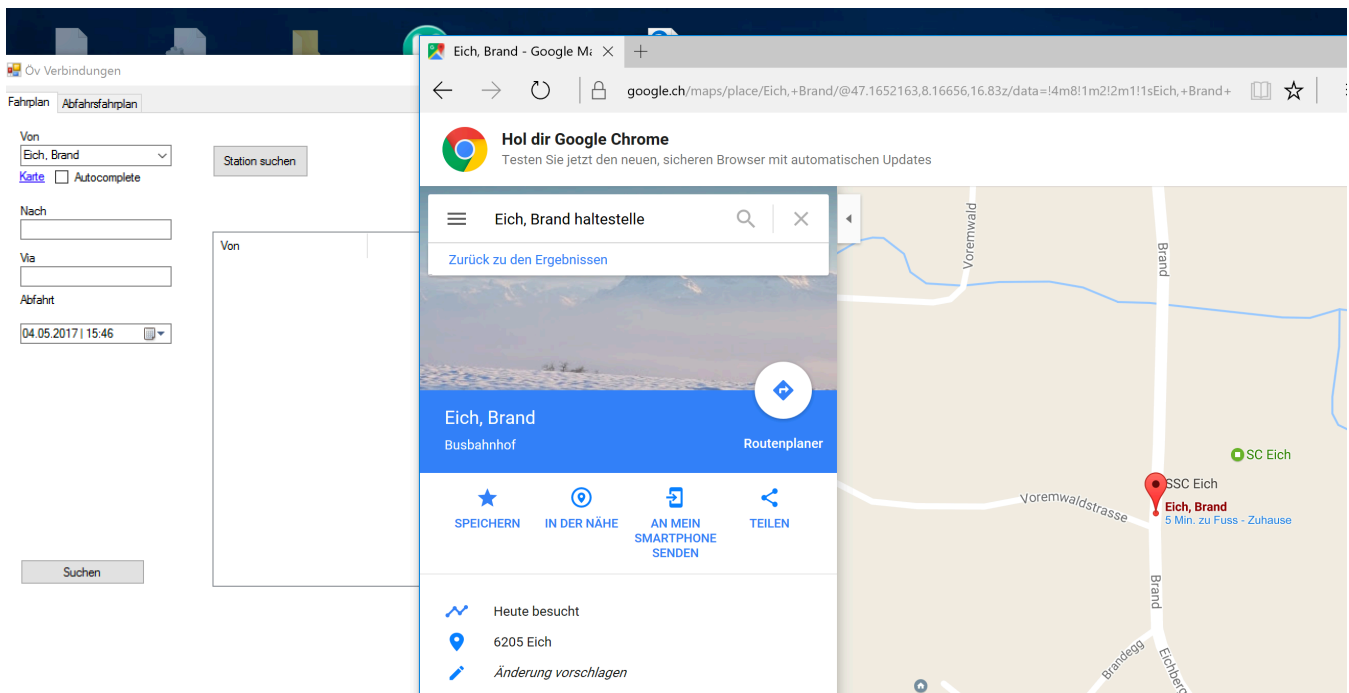 Öv Verbindungen
Fahrplan Abfahrsfahrplan
Von
Eich, Brand
Station suchen
Karte Autocomplete
Nach
Von
Via
Abfahrt
04.05.2017 | 15:46
Suchen
Eich, Brand - Google Ma
google.ch/maps/place/Eich,+Brand/@47.1652163,8.16656,16.83z/data=!4m8!1m2!2m1!1sEich,+Brand+
Hol dir Google Chrome
Testen Sie jetzt den neuen, sicheren Browser mit automatischen Updates
Eich, Brand haltestelle
Zurück zu den Ergebnissen
Eich, Brand
Busbahnhof
Routenplaner
SPEICHERN
IN DER NÄHE
AN MEIN
SMARTPHONE
SENDEN
TEILEN
Heute besucht
6205 Eich
Änderung vorschlagen
Voremwald
Brand
SC Eich
SSC Eich
Eich, Brand
5 Min. zu Fuss - Zuhause
Voremwaldstrasse
Brand
Brandegg
Eichberg